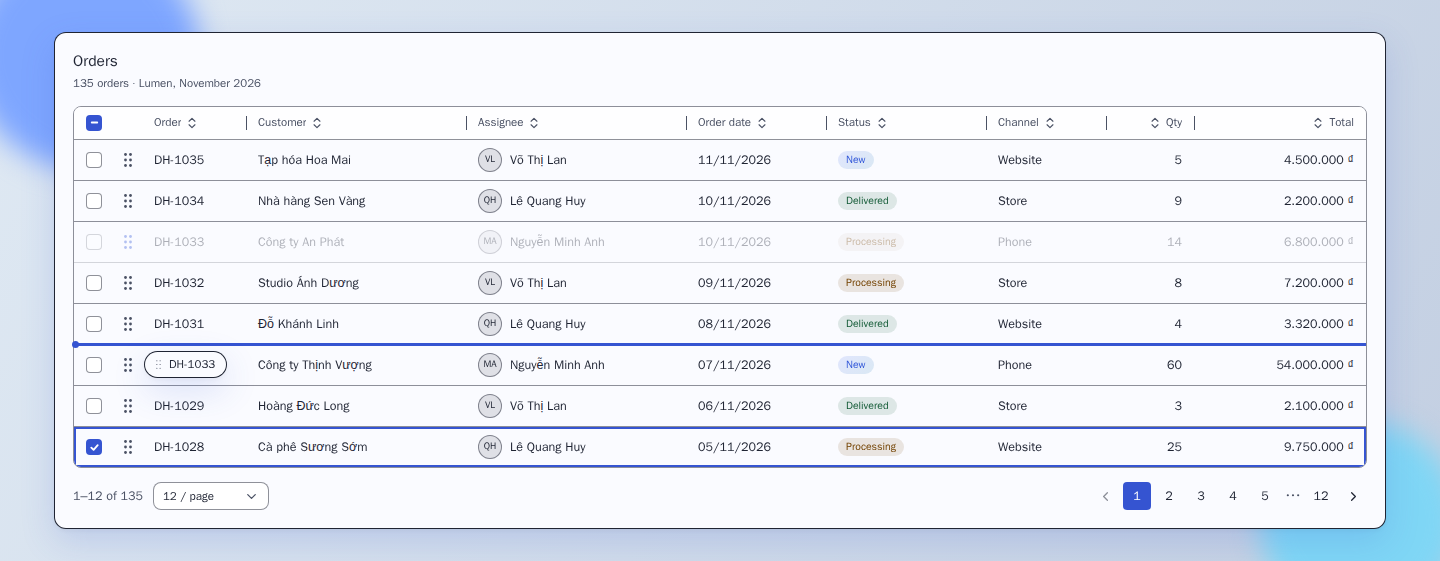 Orders
135 orders · Lumen, November 2026
Order Customer Assignee Order date Status Channel Qty Total
DH-1035 Tạp hóa Hoa Mai VL Võ Thị Lan 11/11/2026 New Website 5 4.500.000 ₫
DH-1034 Nhà hàng Sen Vàng QH Lê Quang Huy 10/11/2026 Delivered Store 9 2.200.000 ₫
DH-1033 Công ty An Phát MA Nguyễn Minh Anh 10/11/2026 Processing Phone 14 6.800.000 ₫
DH-1032 Studio Ánh Dương VL Võ Thị Lan 09/11/2026 Processing Store 8 7.200.000 ₫
DH-1031 Đỗ Khánh Linh QH Lê Quang Huy 08/11/2026 Delivered Website 4 3.320.000 ₫
DH-1033 Công ty Thịnh Vượng MA Nguyễn Minh Anh 07/11/2026 New Phone 60 54.000.000 ₫
DH-1029 Hoàng Đức Long VL Võ Thị Lan 06/11/2026 Delivered Store 3 2.100.000 ₫
DH-1028 Cà phê Sương Sớm QH Lê Quang Huy 05/11/2026 Processing Website 25 9.750.000 ₫
1–12 of 135 12 / page 1 2 3 4 5 ··· 12